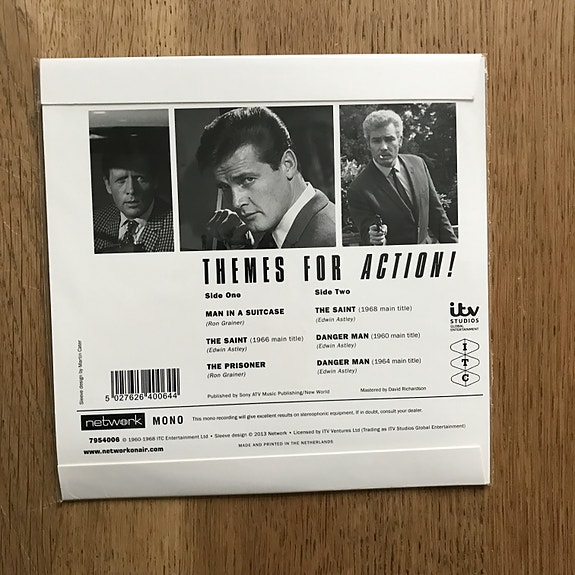 THEMES FOR ACTION!
Side One
MAN IN A SUITCASE
(Ron Grainer)
THE SAINT (1966 main title)
(Edwin Astley)
THE PRISONER
(Ron Grainer)
Side Two
THE SAINT (1968 main title)
(Edwin Astley)
DANGER MAN (1960 main title)
(Edwin Astley)
DANGER MAN (1964 main title)
(Edwin Astley)
itv
STUDIOS
GLOBAL
ENTERTAINMENT
I
T
C
Sleeve design by Martin Cater
5 027626 400644
Published by Sony ATV Music Publishing/New World
Mastered by David Richardson
network MONO
This mono recording will give excellent results on stereophonic equipment. If in doubt, consult your dealer.
7954006 © 1960-1968 ITC Entertainment Ltd • Sleeve design © 2013 Network • Licensed by ITV Ventures Ltd (Trading as ITV Studios Global Entertainment)
www.networkonair.com
MADE AND PRINTED IN THE NETHERLANDS